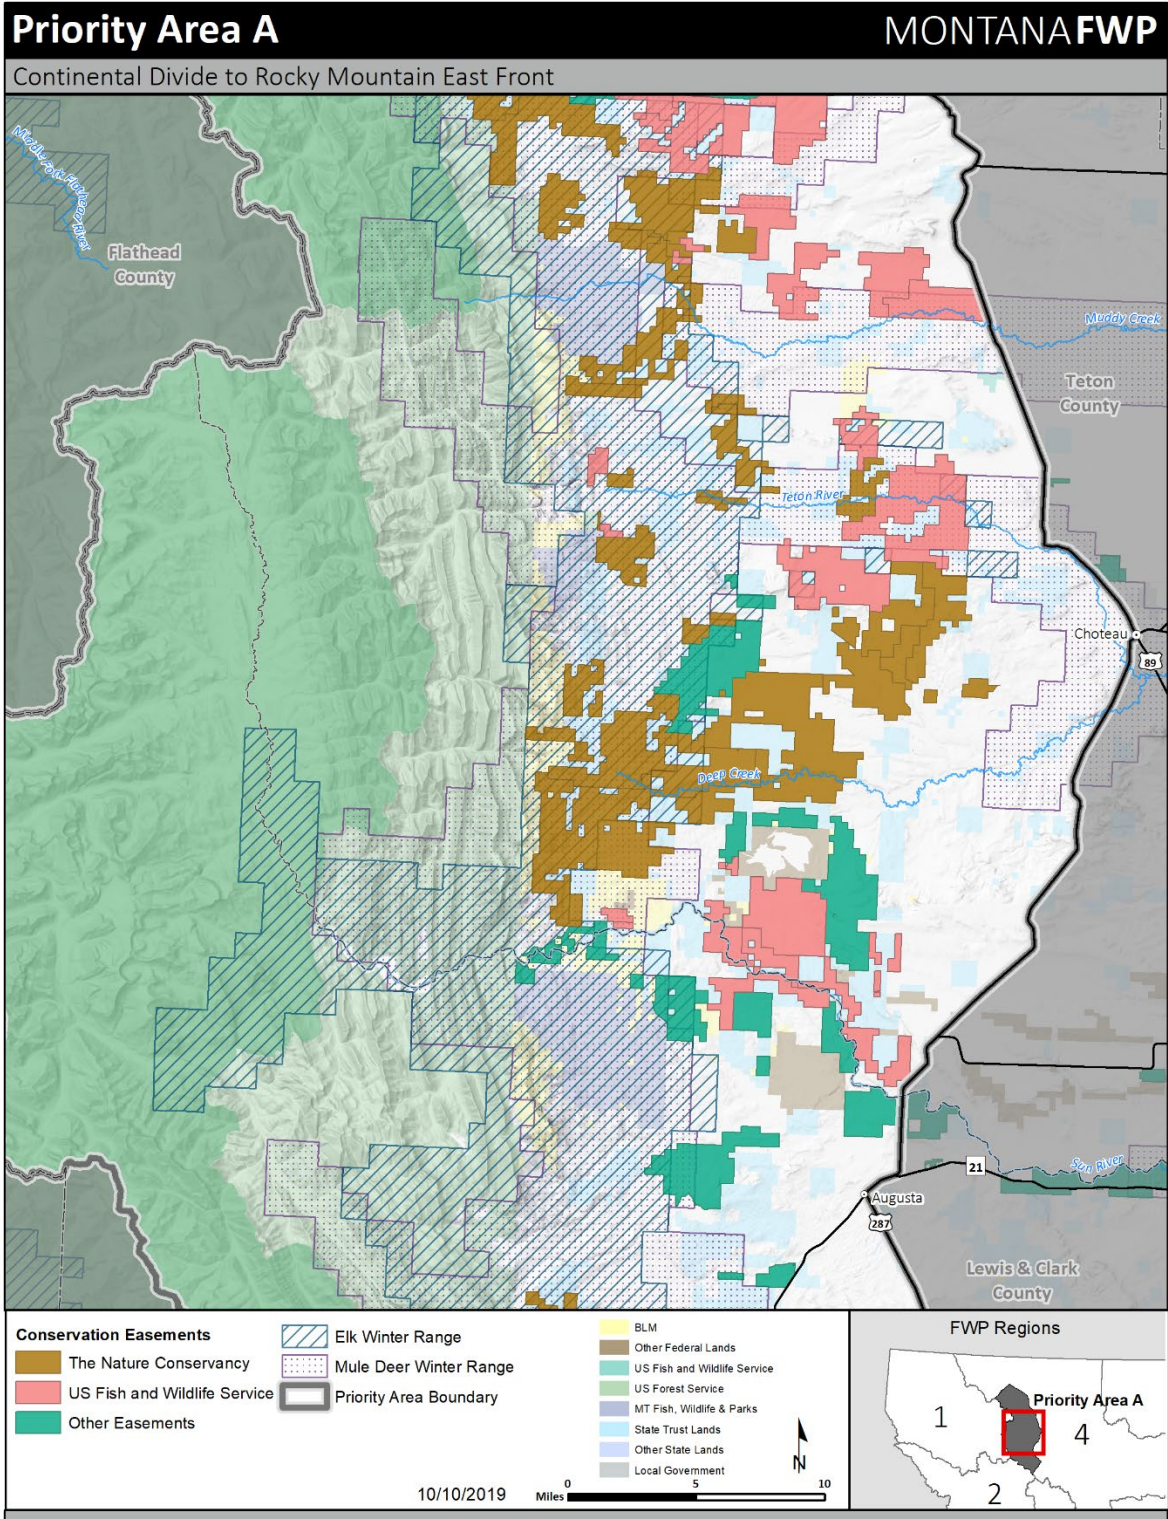 Priority Area A
MONTANAFWP
Continental Divide to Rocky Mountain East Front
Middle Fork Flathead River
Flathead
County
Muddy Creek
Teton
County
Teton River
Choteau
89
Deep Creek
21
Sun River
Augusta
287
Lewis & Clark
County
Conservation Easements
The Nature Conservancy
US Fish and Wildlife Service
Other Easements
Elk Winter Range
Mule Deer Winter Range
Priority Area Boundary
BLM
Other Federal Lands
US Fish and Wildlife Service
US Forest Service
MT Fish, Wildlife & Parks
State Trust Lands
Other State Lands
Local Government
N
10/10/2019
Miles
0 5 10
FWP Regions
Priority Area A
1
4
2